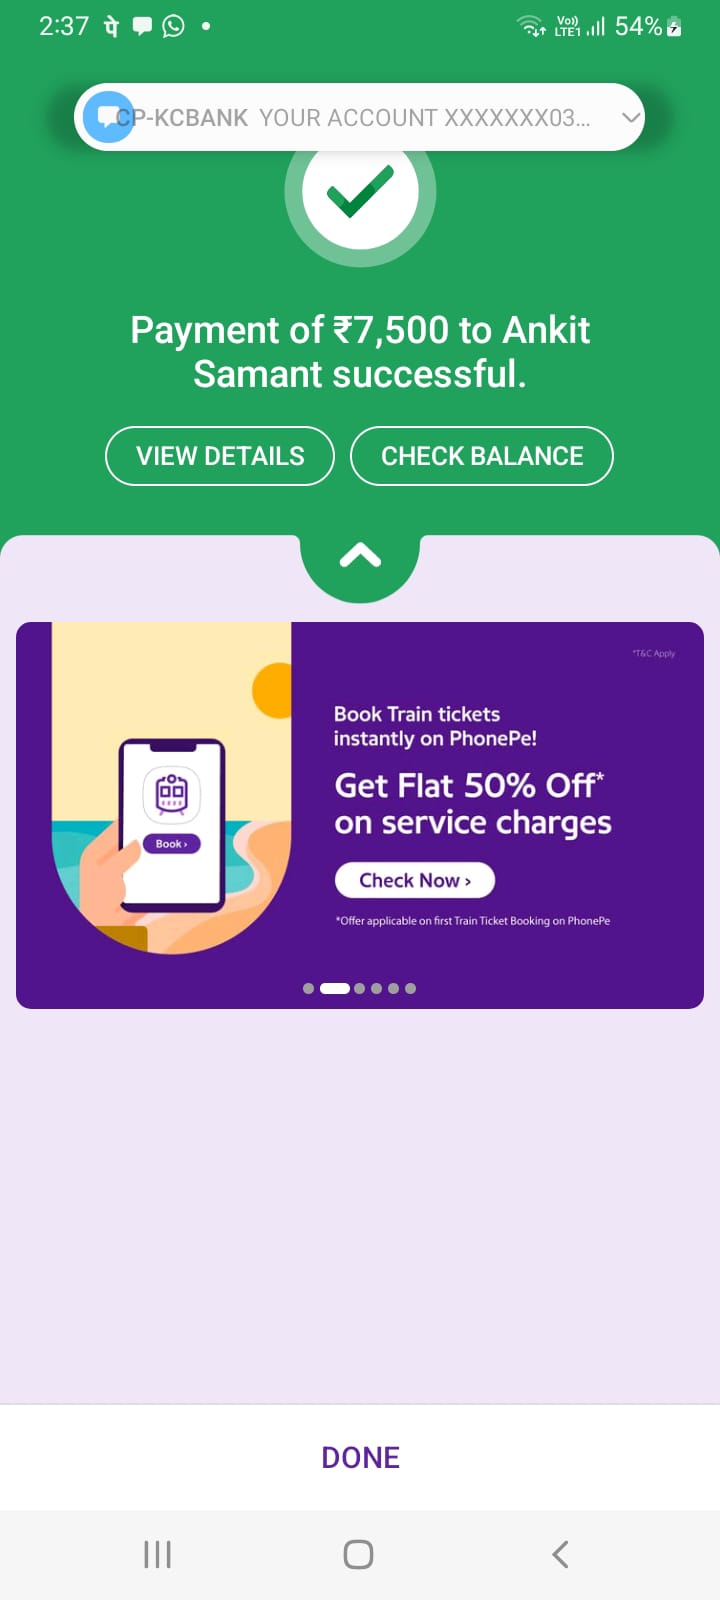 2:37 पे
Vo)) LTE1 54%
CP-KCBANK YOUR ACCOUNT XXXXXXX03...
Payment of ₹7,500 to Ankit
Samant successful.
VIEW DETAILS CHECK BALANCE
*T&C Apply
Book Train tickets
instantly on PhonePe!
Get Flat 50% Off*
on service charges
Book ›
Check Now ›
*Offer applicable on first Train Ticket Booking on PhonePe
DONE